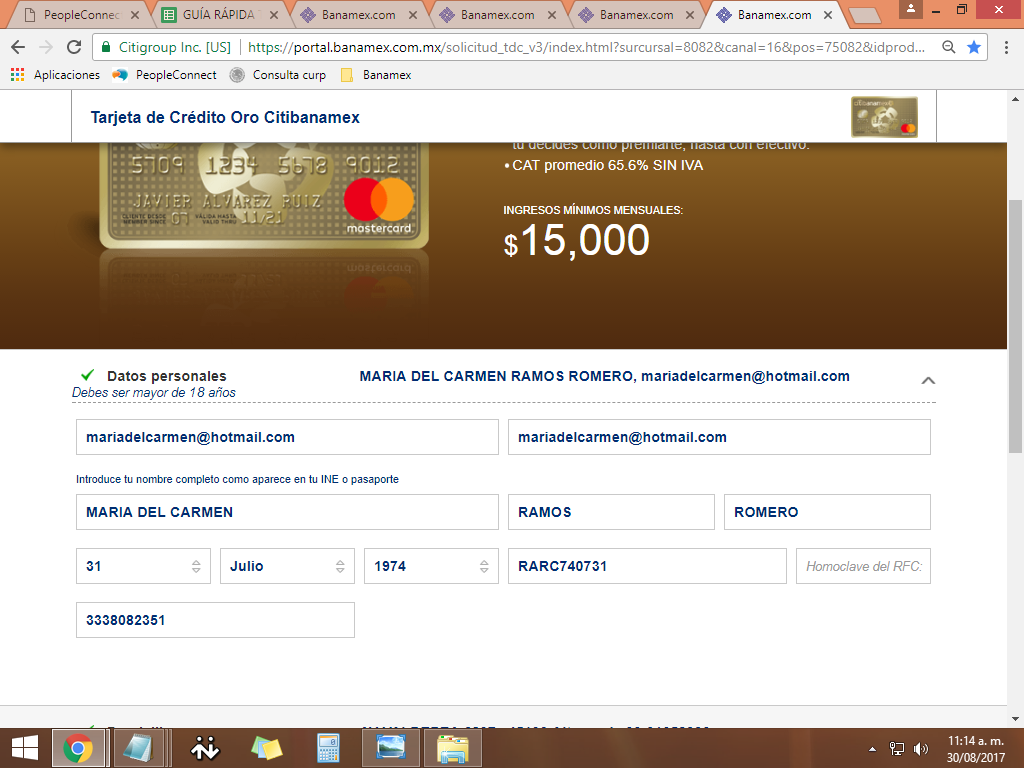 PeopleConnec
GUÍA RÁPIDA
Banamex.com
Banamex.com
Banamex.com
Banamex.com
Citigroup Inc. [US]
https://portal.banamex.com.mx/solicitud_tdc_v3/index.html?surcursal=8082&canal=16&pos=75082&idprod...
Aplicaciones
PeopleConnect
Consulta curp
Banamex
Tarjeta de Crédito Oro Citibanamex
tú decides cómo premiarte, hasta con efectivo.
• CAT promedio 65.6% SIN IVA
5709 1234 5678 9012
JAVIER ALVAREZ RUIZ
07
11/21
mastercard
INGRESOS MÍNIMOS MENSUALES:
$15,000
Datos personales
MARIA DEL CARMEN RAMOS ROMERO, mariadelcarmen@hotmail.com
Debes ser mayor de 18 años
mariadelcarmen@hotmail.com
mariadelcarmen@hotmail.com
Introduce tu nombre completo como aparece en tu INE o pasaporte
MARIA DEL CARMEN
RAMOS
ROMERO
31
Julio
1974
RARC740731
Homoclave del RFC:
3338082351
11:14 a. m.
30/08/2017